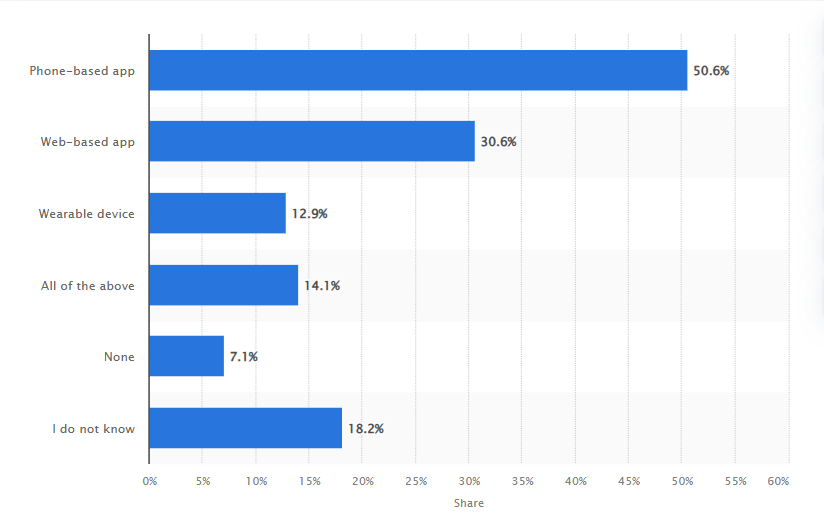 Phone-based app 50.6%
Web-based app 30.6%
Wearable device 12.9%
All of the above 14.1%
None 7.1%
I do not know 18.2%
0% 5% 10% 15% 20% 25% 30% 35% 40% 45% 50% 55% 60%
Share